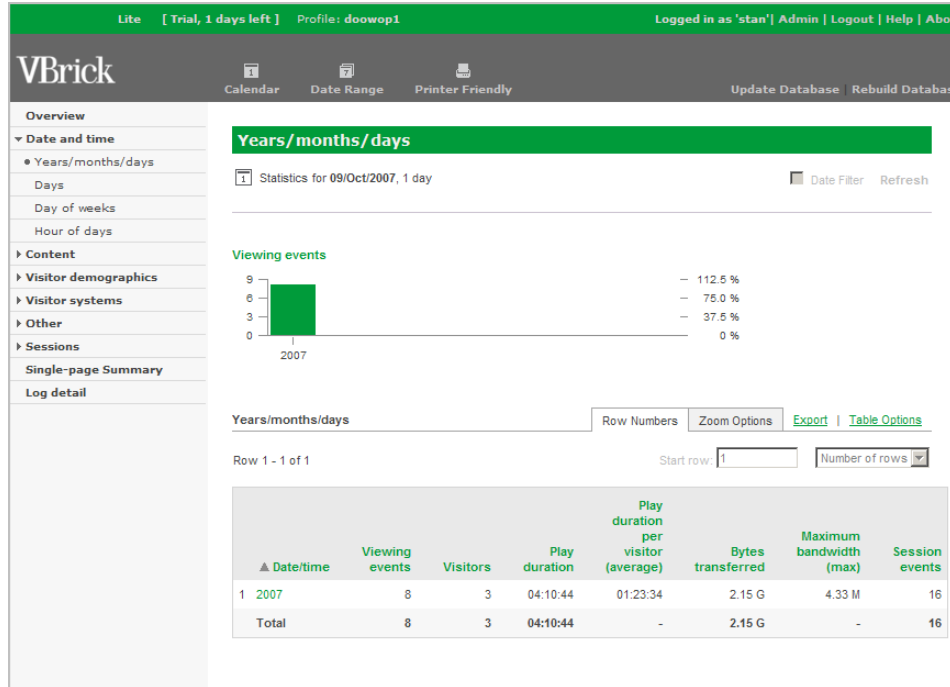 Lite [ Trial, 1 days left ] Profile: doowop1 Logged in as 'stan'| Admin | Logout | Help | Abo
VBrick
1 7
Calendar Date Range Printer Friendly Update Database | Rebuild Databas
Overview
Date and time
Years/months/days
Days
Day of weeks
Hour of days
Content
Visitor demographics
Visitor systems
Other
Sessions
Single-page Summary
Log detail
Years/months/days
1 Statistics for 09/Oct/2007, 1 day Date Filter Refresh
Viewing events
9 112.5 %
6 75.0 %
3 37.5 %
0 0 %
2007
Years/months/days Row Numbers Zoom Options Export | Table Options
Row 1 - 1 of 1 Start row: 1 Number of rows
Play
duration
per Maximum
Viewing Play visitor Bytes bandwidth Session
Date/time events Visitors duration (average) transferred (max) events
1 2007 8 3 04:10:44 01:23:34 2.15 G 4.33 M 16
Total 8 3 04:10:44 - 2.15 G - 16